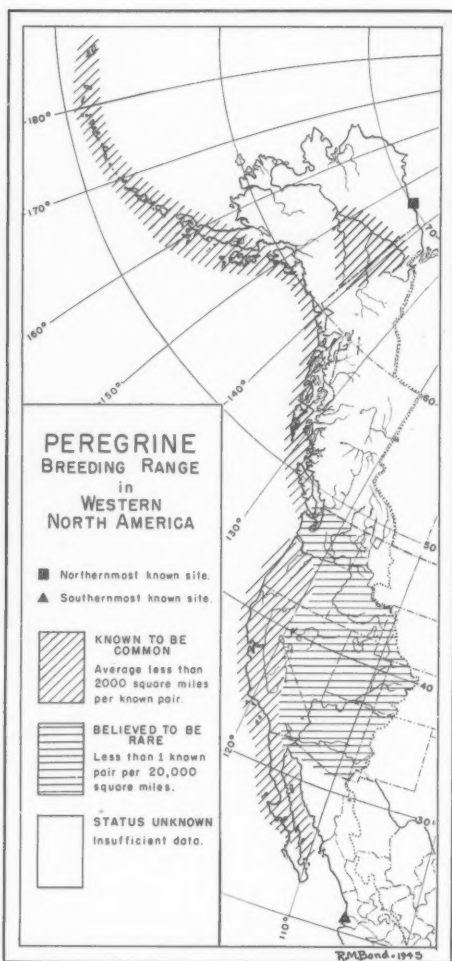 180°
170°
160°
150°
140°
130°
120°
110°
70
60
50
40
30
PEREGRINE
BREEDING RANGE
in
WESTERN
NORTH AMERICA
Northernmost known site.
Southernmost known site.
KNOWN TO BE
COMMON
Average less than
2000 square miles
per known pair.
BELIEVED TO BE
RARE
Less than 1 known
pair per 20,000
square miles.
STATUS UNKNOWN
Insufficient data.
R.M.Bond-1943